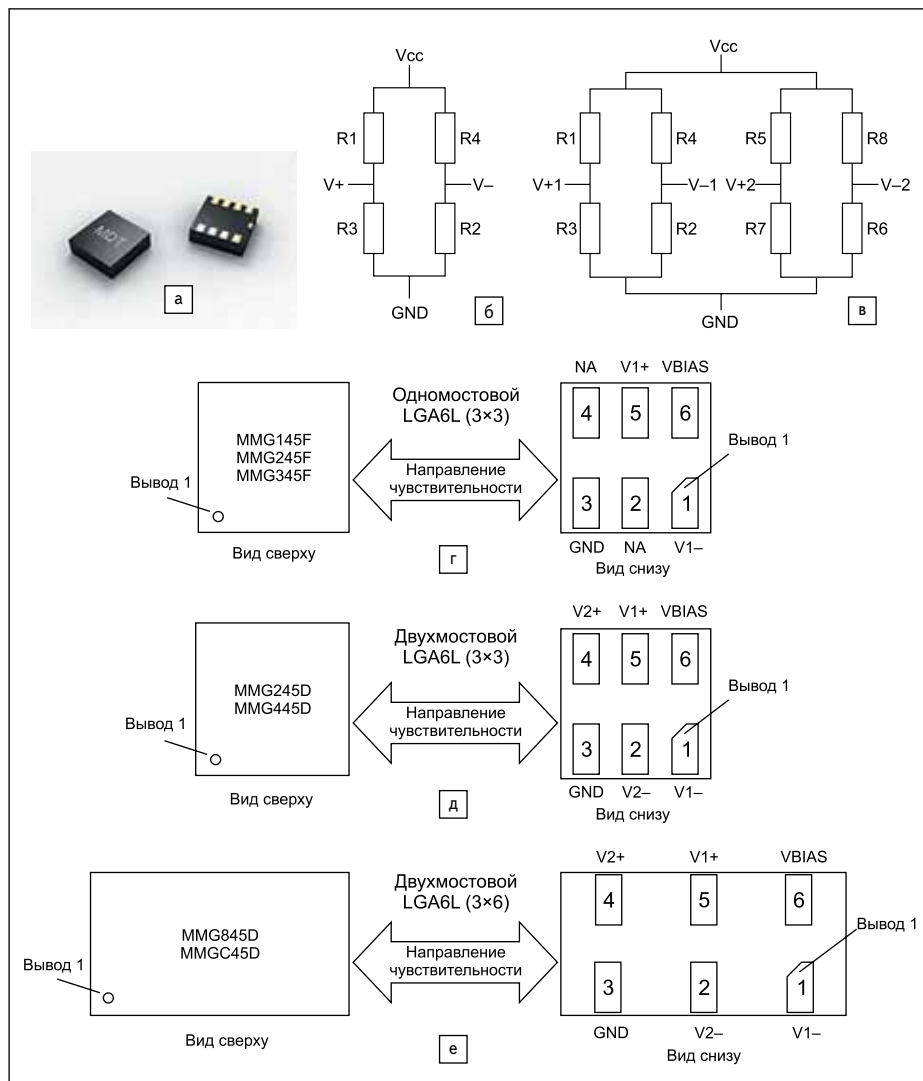 Vcc
R1
R4
V+
V–
R3
R2
GND
б
Vcc
R1
R4
R5
R8
V+1
V–1
V+2
V–2
R3
R2
R7
R6
GND
в
MDT
а
MMG145F
MMG245F
MMG345F
Вывод 1
Вид сверху
Одномостовой
LGA6L (3×3)
Направление
чувствительности
г
NA V1+ VBIAS
4 5 6
Вывод 1
3 2 1
GND NA V1–
Вид снизу
MMG245D
MMG445D
Вывод 1
Вид сверху
Двухмостовой
LGA6L (3×3)
Направление
чувствительности
д
V2+ V1+ VBIAS
4 5 6
Вывод 1
3 2 1
GND V2– V1–
Вид снизу
MMG845D
MMGC45D
Вывод 1
Вид сверху
Двухмостовой
LGA6L (3×6)
Направление
чувствительности
е
V2+ V1+ VBIAS
4 5 6
Вывод 1
3 2 1
GND V2– V1–
Вид снизу